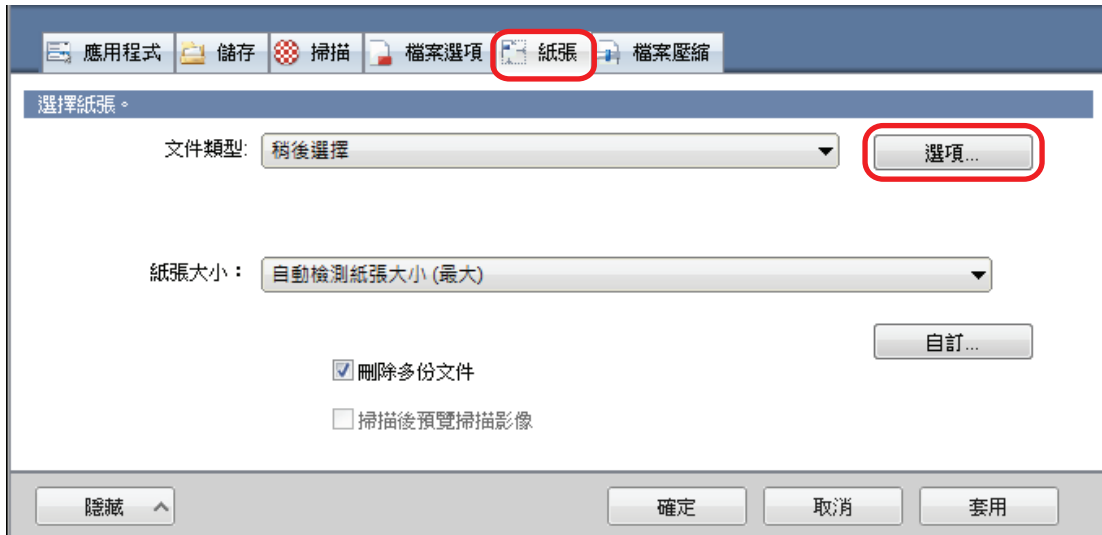 應用程式 儲存 掃描 檔案選項 紙張 檔案壓縮
選擇紙張。
文件類型: 稍後選擇 選項...
紙張大小： 自動檢測紙張大小 (最大)
自訂...
刪除多份文件
掃描後預覽掃描影像
隱藏 確定 取消 套用